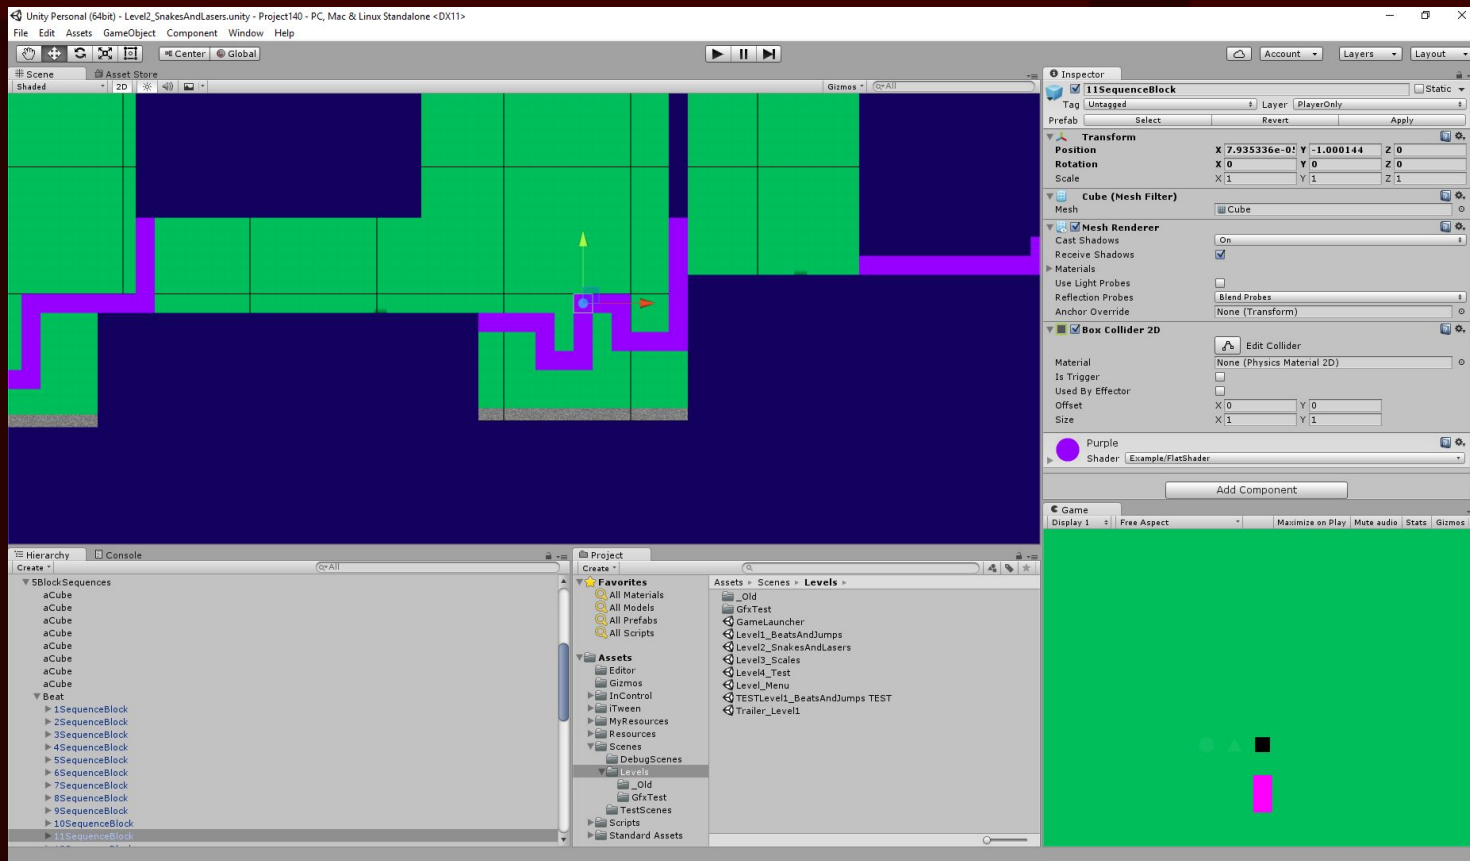 Unity Personal (64bit) - Level2_SnakesAndLasers.unity - Project140 - PC, Mac & Linux Standalone <DX11>
File Edit Assets GameObject Component Window Help
Center Global
Account Layers Layout
Scene Asset Store
Shaded 2D Gizmos All
Inspector
11SequenceBlock Static
Tag Untagged Layer PlayerOnly
Prefab Select Revert Apply
Transform
Position X 7.935336e-0 Y -1.000144 Z 0
Rotation X 0 Y 0 Z 0
Scale X 1 Y 1 Z 1
Cube (Mesh Filter)
Mesh Cube
Mesh Renderer
Cast Shadows On
Receive Shadows
Materials
Use Light Probes
Reflection Probes Blend Probes
Anchor Override None (Transform)
Box Collider 2D
Edit Collider
Material None (Physics Material 2D)
Is Trigger
Used By Effector
Offset X 0 Y 0
Size X 1 Y 1
Purple
Shader Example/FlatShader
Add Component
Game
Display 1 Free Aspect Maximize on Play Mute audio Stats Gizmos
Hierarchy Console
Create All
5BlockSequences
aCube
aCube
aCube
aCube
aCube
aCube
aCube
aCube
Beat
1SequenceBlock
2SequenceBlock
3SequenceBlock
4SequenceBlock
5SequenceBlock
6SequenceBlock
7SequenceBlock
8SequenceBlock
9SequenceBlock
10SequenceBlock
11SequenceBlock
Project
Create
Favorites
All Materials
All Models
All Prefabs
All Scripts
Assets
Editor
Gizmos
InControl
iTween
MyResources
Resources
Scenes
DebugScenes
Levels
_Old
GfxTest
TestScenes
Scripts
Standard Assets
Assets Scenes Levels
_Old
GfxTest
GameLauncher
Level1_BeatsAndJumps
Level2_SnakesAndLasers
Level3_Scales
Level4_Test
Level_Menu
TESTLevel1_BeatsAndJumps TEST
Trailer_Level1